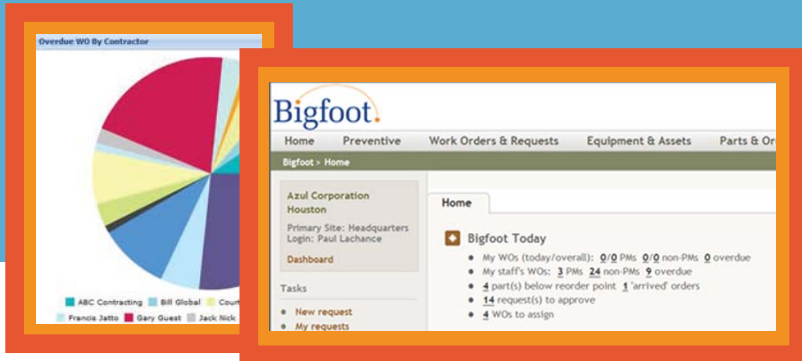 Overdue WO By Contractor
ABC Contracting Bill Global
Francis Jatto Gary Guest Jack Nick
Bigfoot.
Home Preventive Work Orders & Requests Equipment & Assets Parts &
Bigfoot > Home
Azul Corporation
Houston
Primary Site: Headquarters
Login: Paul Lachance
Dashboard
Tasks
New request
My requests
Home
Bigfoot Today
My WOs (today/overall): 0/0 PMs 0/0 non-PMs 0 overdue
My staff's WOs: 3 PMs 24 non-PMs 9 overdue
4 part(s) below reorder point 1 'arrived' orders
14 request(s) to approve
4 WOs to assign